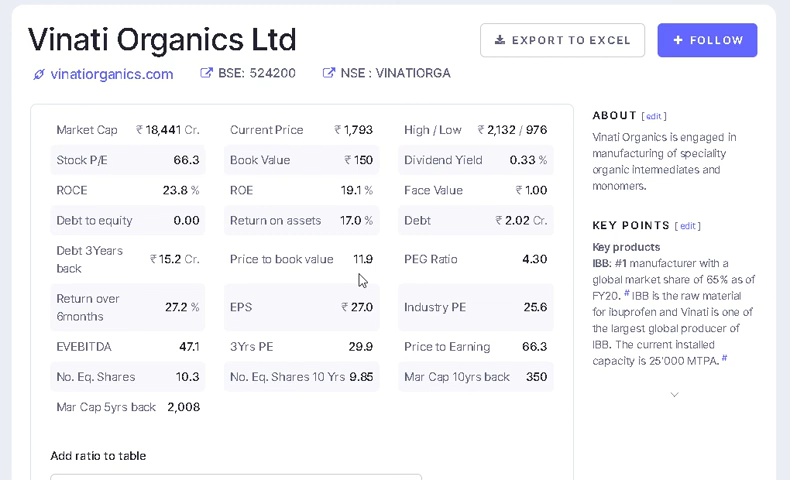 Vinati Organics Ltd
EXPORT TO EXCEL
+ FOLLOW
vinatiorganics.com
BSE: 524200
NSE : VINATIORGA
Market Cap ₹ 18,441 Cr.
Current Price ₹ 1,793
High / Low ₹ 2,132 / 976
Stock P/E 66.3
Book Value ₹ 150
Dividend Yield 0.33 %
ROCE 23.8 %
ROE 19.1 %
Face Value ₹ 1.00
Debt to equity 0.00
Return on assets 17.0 %
Debt ₹ 2.02 Cr.
Debt 3Years
back ₹ 15.2 Cr.
Price to book value 11.9
PEG Ratio 4.30
Return over
6months 27.2 %
EPS ₹ 27.0
Industry PE 25.6
EVEBITDA 47.1
3Yrs PE 29.9
Price to Earning 66.3
No. Eq. Shares 10.3
No. Eq. Shares 10 Yrs 9.85
Mar Cap 10yrs back 350
Mar Cap 5yrs back 2,008
Add ratio to table
ABOUT [ edit ]
Vinati Organics is engaged in
manufacturing of speciality
organic intermediates and
monomers.
KEY POINTS [ edit ]
Key products
IBB: #1 manufacturer with a
global market share of 65% as of
FY20. # IBB is the raw material
for ibuprofen and Vinati is one of
the largest global producer of
IBB. The current installed
capacity is 25'000 MTPA. #